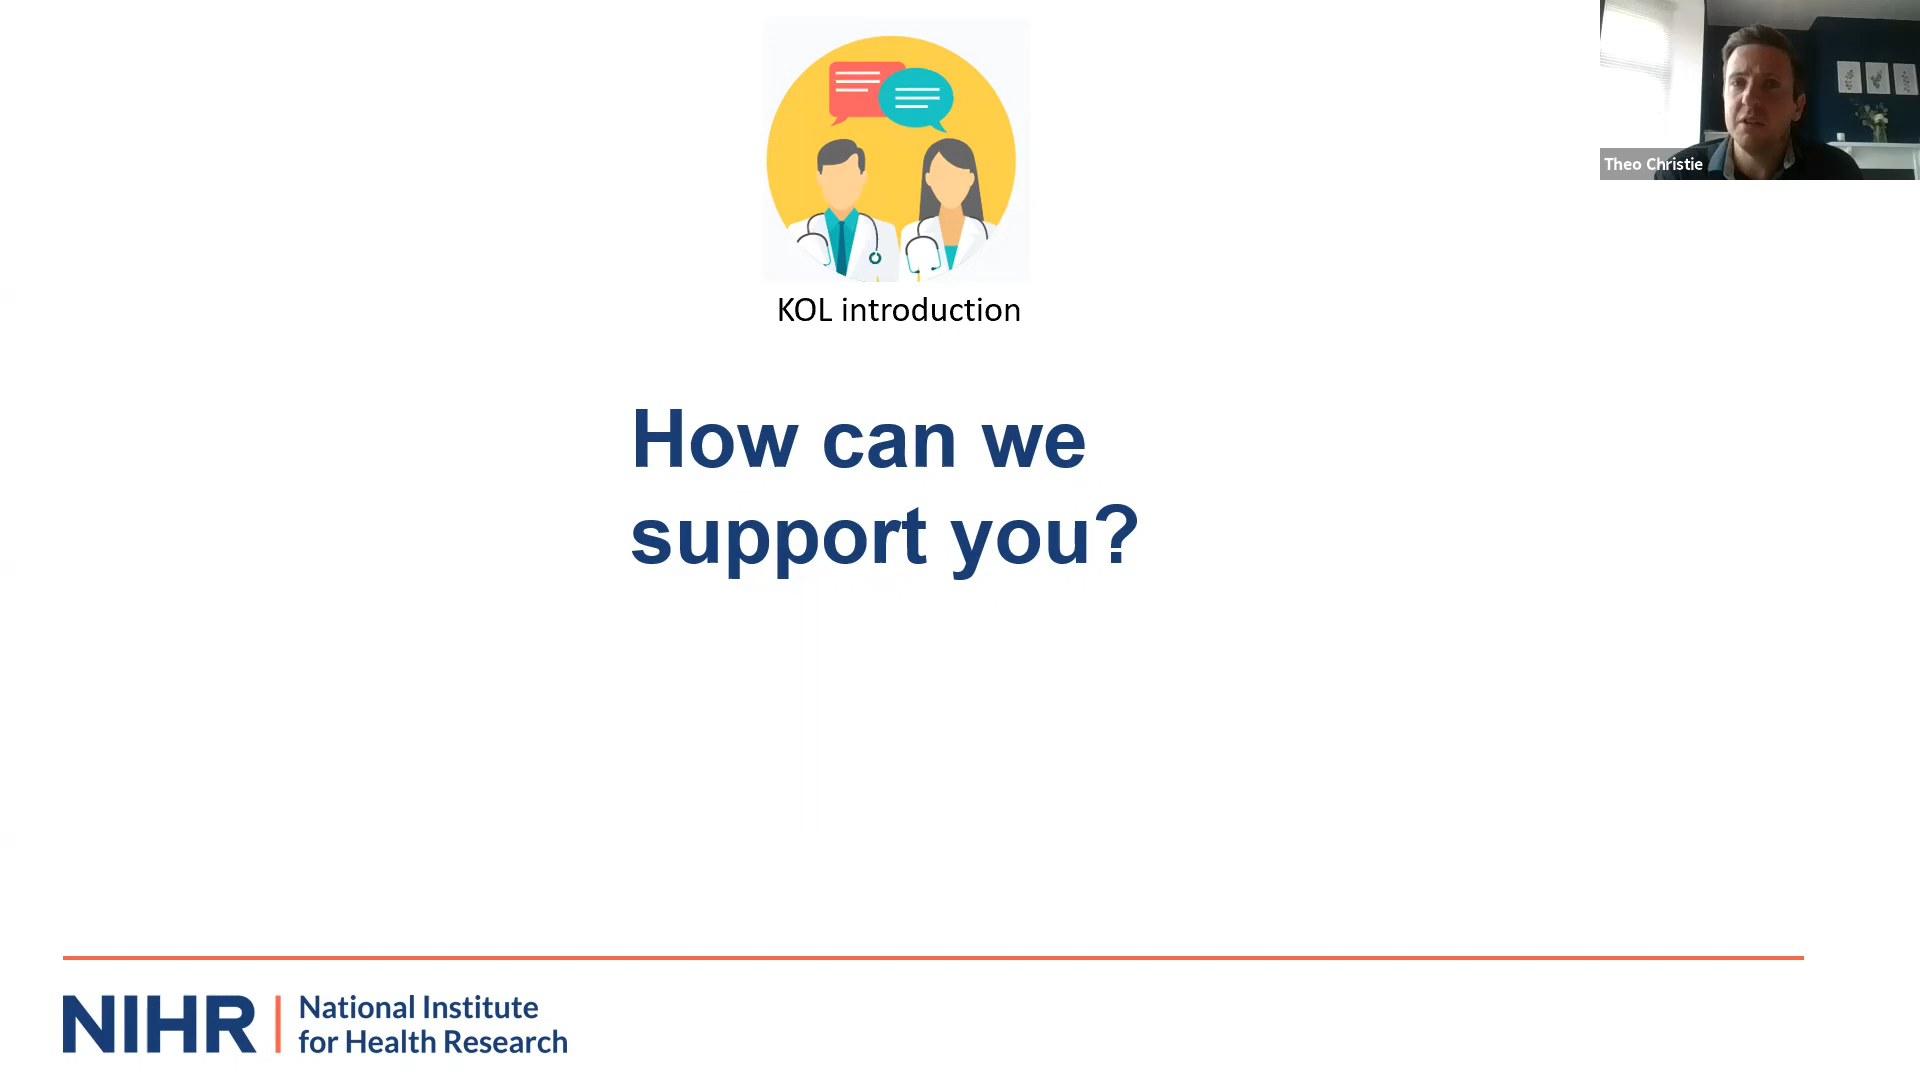 KOL introduction
Theo Christie
How can we
support you?
NIHR | National Institute
for Health Research